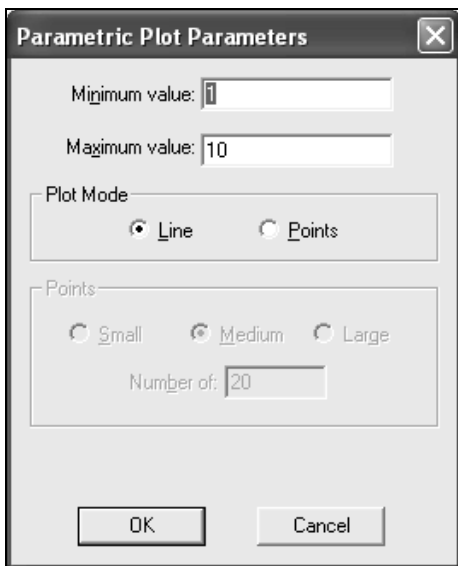 Parametric Plot Parameters
Minimum value: 1
Maximum value: 10
Plot Mode
Line Points
Points
Small Medium Large
Number of: 20
OK Cancel